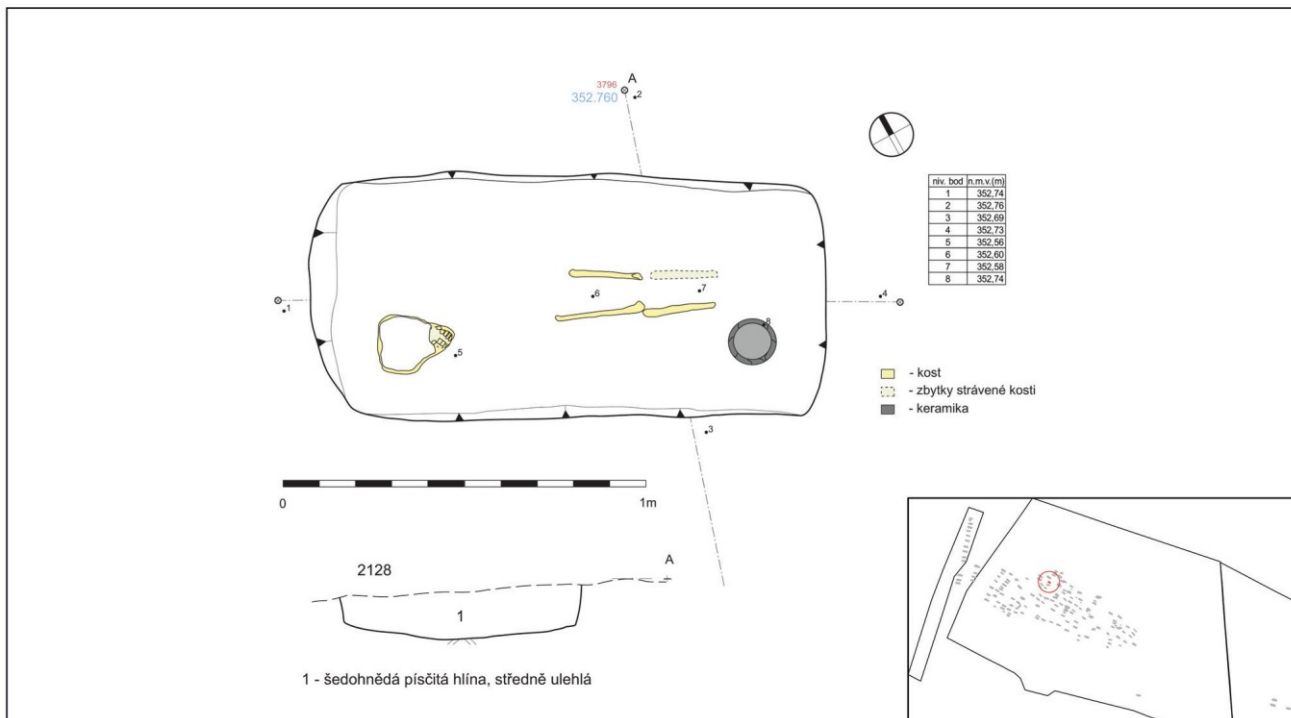 3796
A
352.760
2
niv. bod n.m.v.(m)
1 352,74
2 352,76
3 352,69
4 352,73
5 352,56
6 352,60
7 352,58
8 352,74
7
6
4
1
8
5
- kost
- zbytky strávené kosti
- keramika
3
0 1m
2128
A
1
1 - šedohnědá písčitá hlína, středně ulehlá